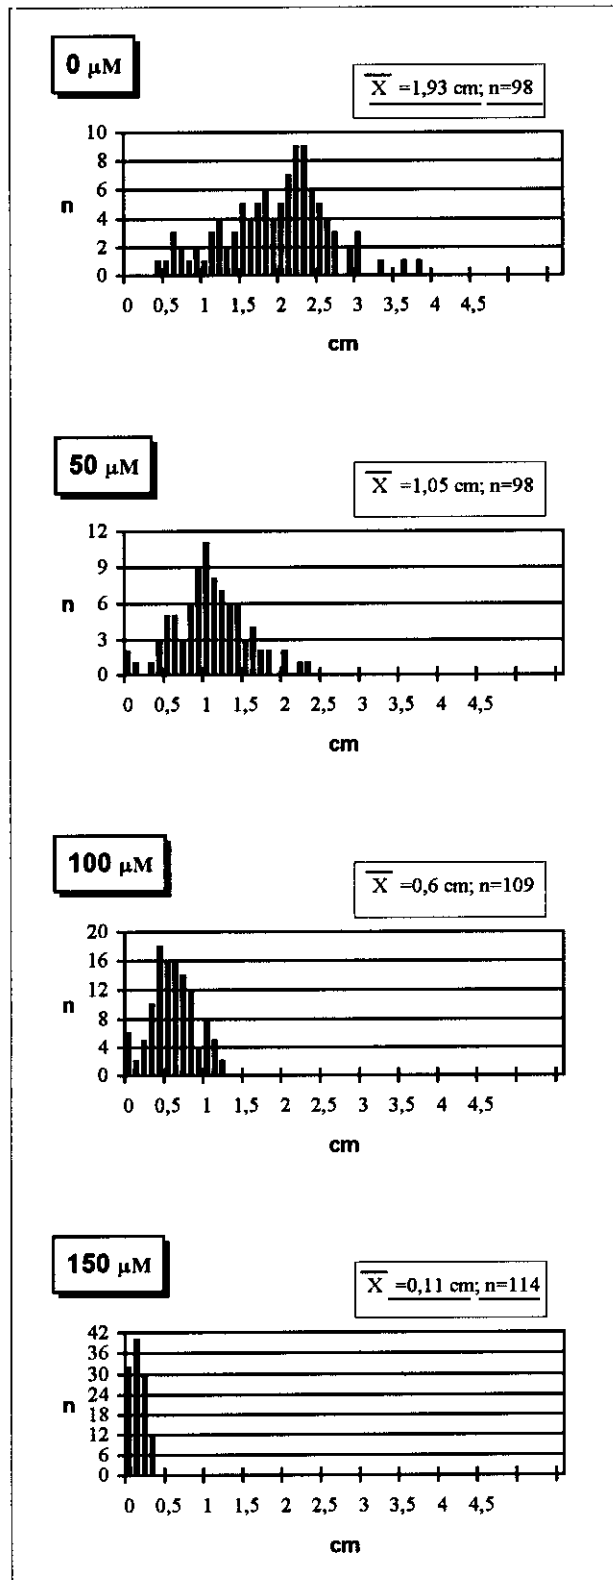 0 μM
X =1,93 cm; n=98
10
8
6
4
2
0
n
0 0,5 1 1,5 2 2,5 3 3,5 4 4,5
cm
50 μM
X =1,05 cm; n=98
12
9
6
3
0
n
0 0,5 1 1,5 2 2,5 3 3,5 4 4,5
cm
100 μM
X =0,6 cm; n=109
20
16
12
8
4
0
n
0 0,5 1 1,5 2 2,5 3 3,5 4 4,5
cm
150 μM
X =0,11 cm; n=114
42
36
30
24
18
12
6
0
n
0 0,5 1 1,5 2 2,5 3 3,5 4 4,5
cm